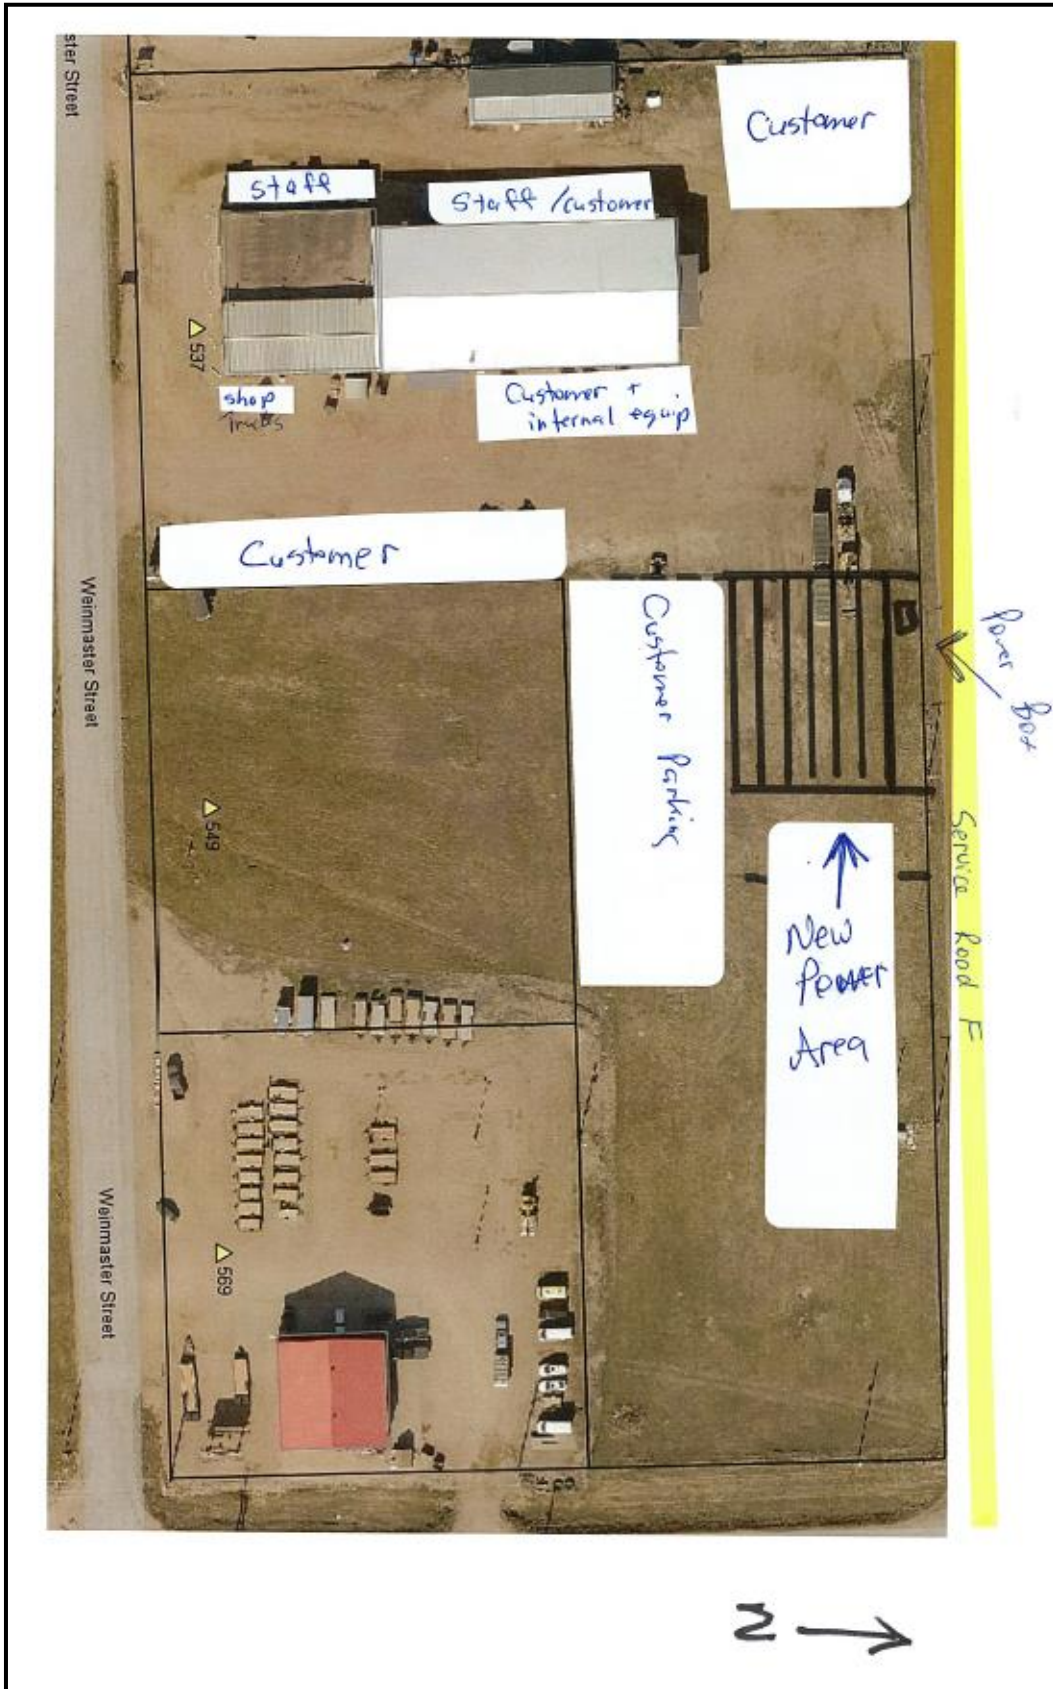 ster Street
Customer
Staff
Staff/customer
537
shop
Trucks
Customer +
internal equip
Customer
Weinmaster Street
Customer Parking
Power Box
549
Service Road F
New
Power
Area
569
Weinmaster Street
N